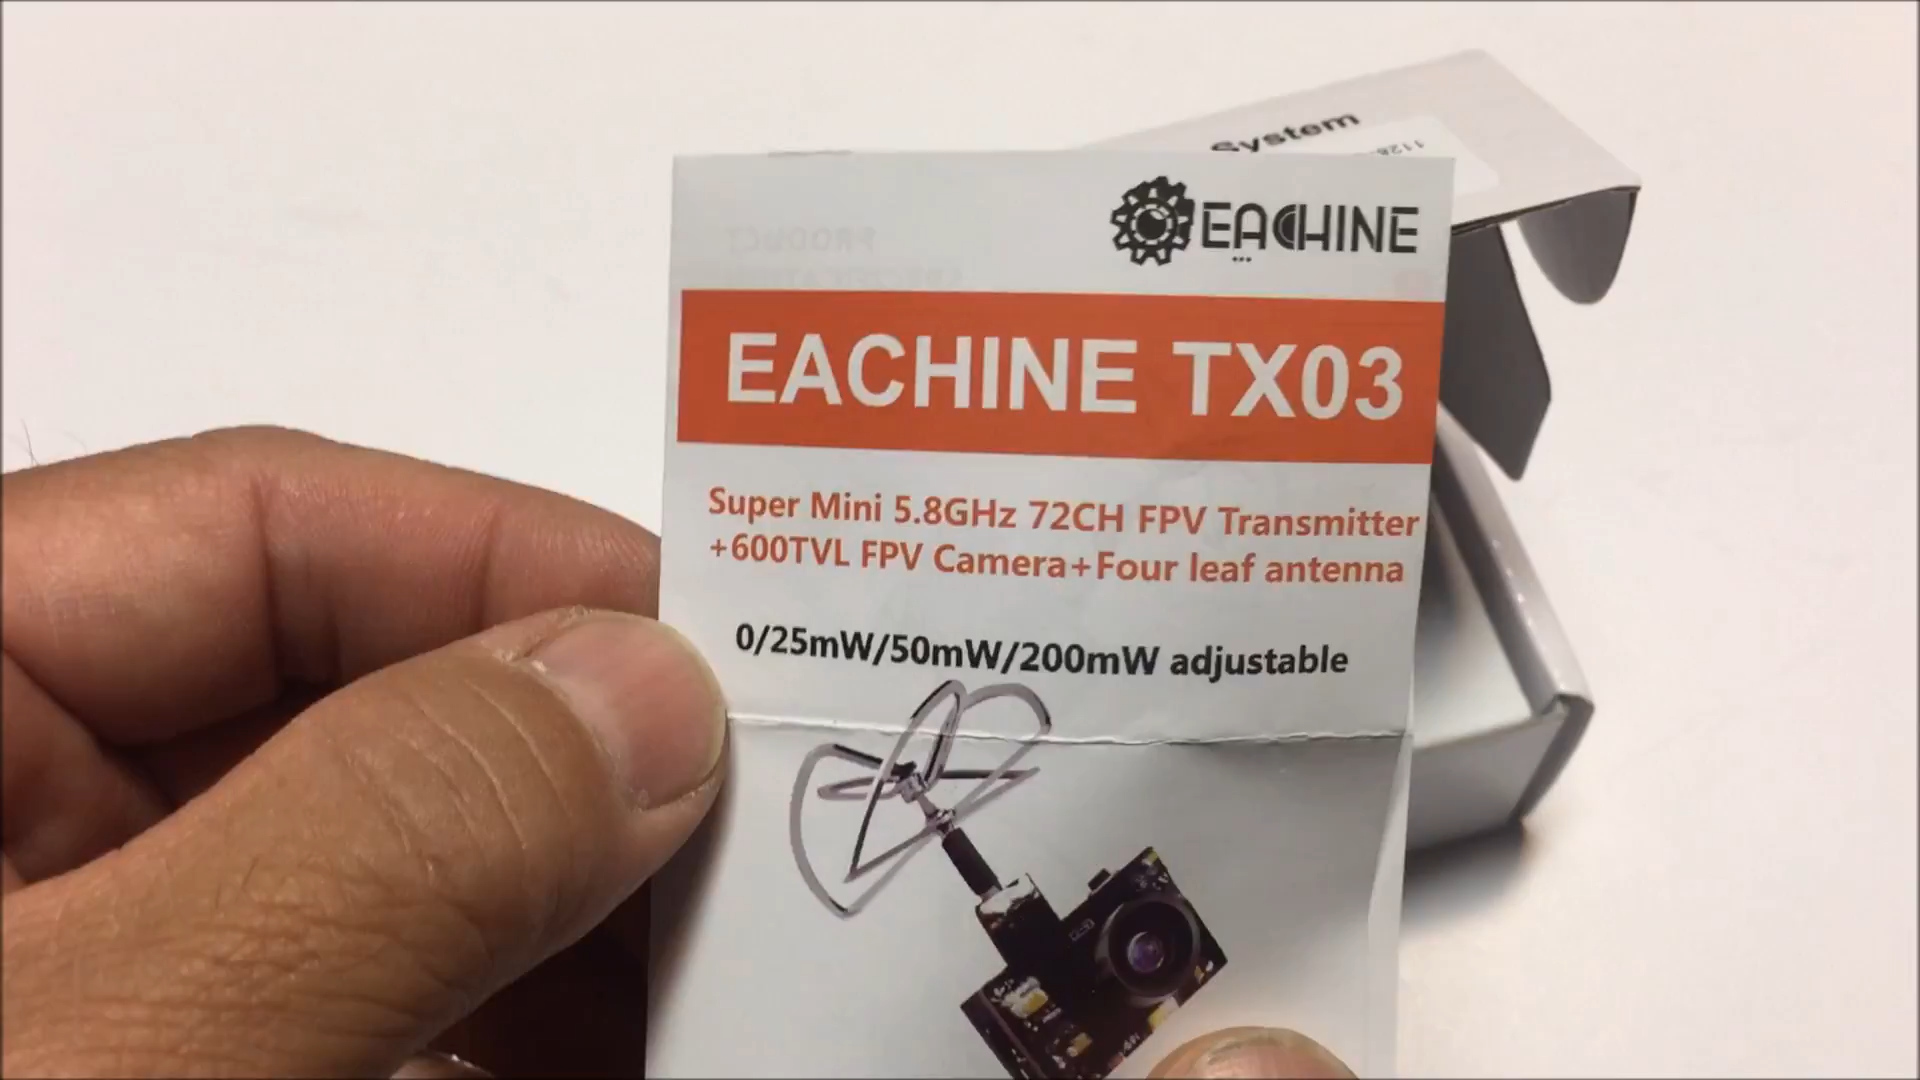 System
1128
EACHINE
EACHINE TX03
Super Mini 5.8GHz 72CH FPV Transmitter
+600TVL FPV Camera+Four leaf antenna
0/25mW/50mW/200mW adjustable